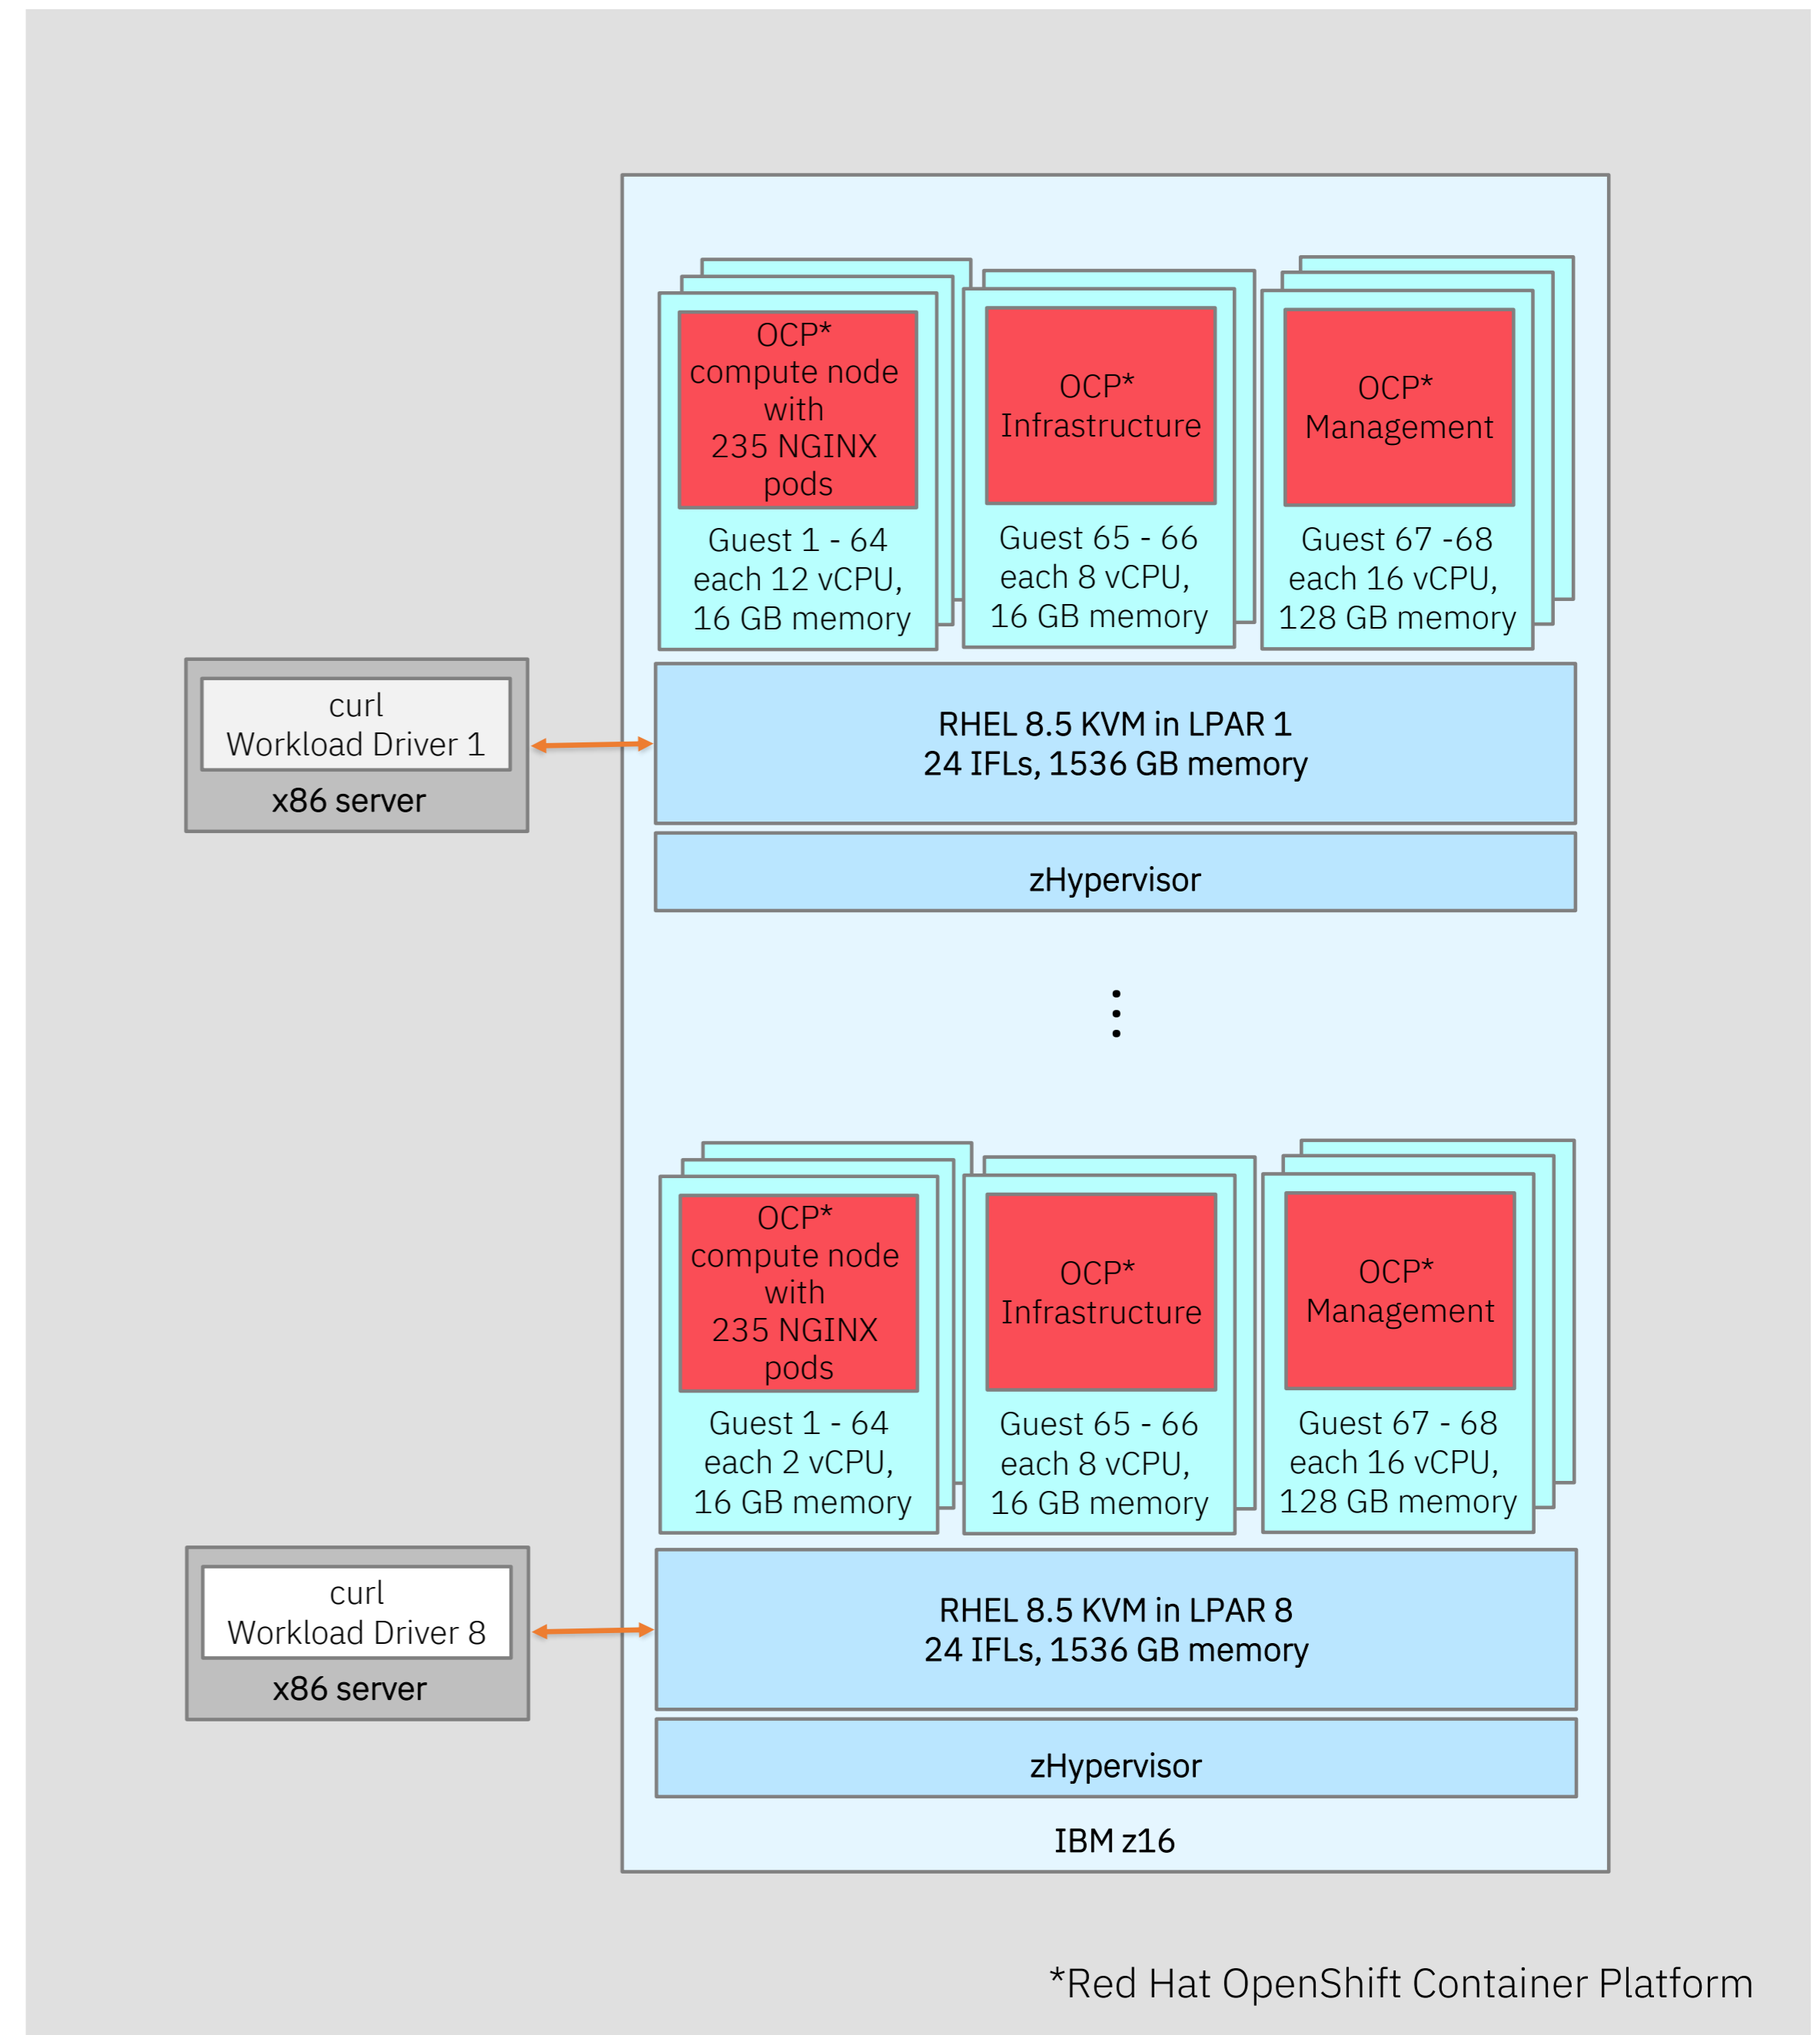 OCP*
compute node
with
235 NGINX
pods
Guest 1 - 64
each 12 vCPU,
16 GB memory
OCP*
Infrastructure
Guest 65 - 66
each 8 vCPU,
16 GB memory
OCP*
Management
Guest 67 -68
each 16 vCPU,
128 GB memory
curl
Workload Driver 1
x86 server
RHEL 8.5 KVM in LPAR 1
24 IFLs, 1536 GB memory
zHypervisor
OCP*
compute node
with
235 NGINX
pods
Guest 1 - 64
each 2 vCPU,
16 GB memory
OCP*
Infrastructure
Guest 65 - 66
each 8 vCPU,
16 GB memory
OCP*
Management
Guest 67 - 68
each 16 vCPU,
128 GB memory
curl
Workload Driver 8
x86 server
RHEL 8.5 KVM in LPAR 8
24 IFLs, 1536 GB memory
zHypervisor
IBM z16
*Red Hat OpenShift Container Platform